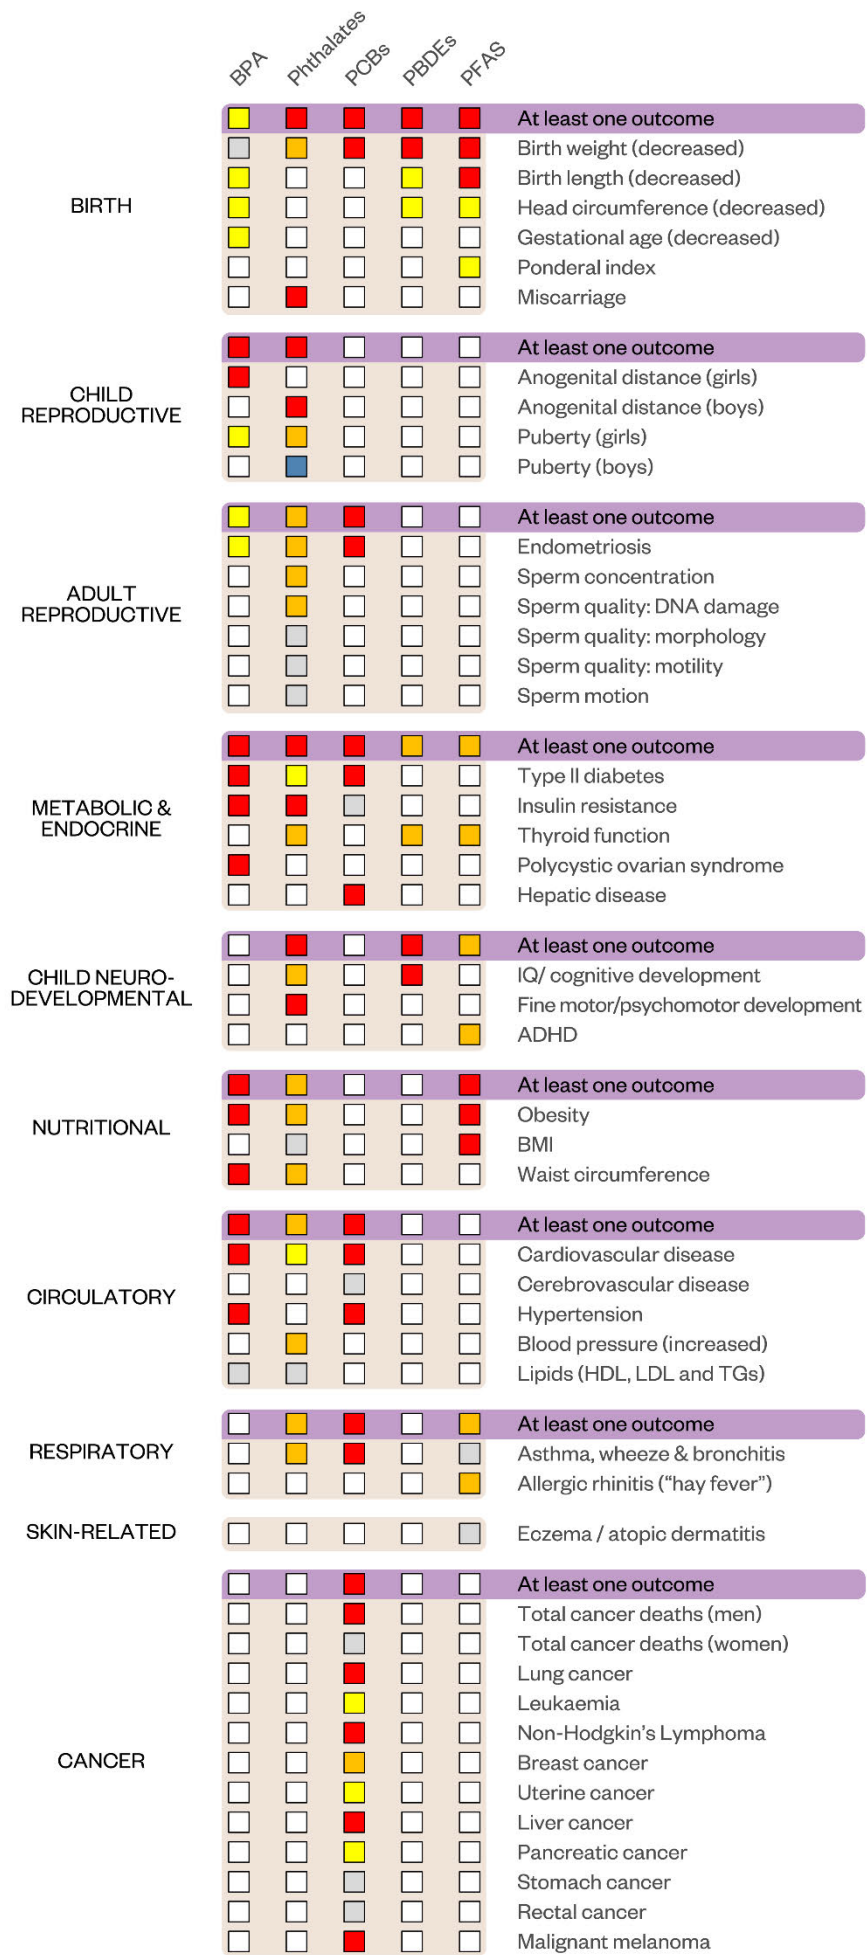 BPA
Phthalates
PCBs
PBDEs
PFAS
BIRTH
At least one outcome
Birth weight (decreased)
Birth length (decreased)
Head circumference (decreased)
Gestational age (decreased)
Ponderal index
Miscarriage
CHILD
REPRODUCTIVE
At least one outcome
Anogenital distance (girls)
Anogenital distance (boys)
Puberty (girls)
Puberty (boys)
ADULT
REPRODUCTIVE
At least one outcome
Endometriosis
Sperm concentration
Sperm quality: DNA damage
Sperm quality: morphology
Sperm quality: motility
Sperm motion
METABOLIC &
ENDOCRINE
At least one outcome
Type II diabetes
Insulin resistance
Thyroid function
Polycystic ovarian syndrome
Hepatic disease
CHILD NEURO-
DEVELOPMENTAL
At least one outcome
IQ/ cognitive development
Fine motor/psychomotor development
ADHD
NUTRITIONAL
At least one outcome
Obesity
BMI
Waist circumference
CIRCULATORY
At least one outcome
Cardiovascular disease
Cerebrovascular disease
Hypertension
Blood pressure (increased)
Lipids (HDL, LDL and TGs)
RESPIRATORY
At least one outcome
Asthma, wheeze & bronchitis
Allergic rhinitis (“hay fever”)
SKIN-RELATED
Eczema / atopic dermatitis
CANCER
At least one outcome
Total cancer deaths (men)
Total cancer deaths (women)
Lung cancer
Leukaemia
Non-Hodgkin’s Lymphoma
Breast cancer
Uterine cancer
Liver cancer
Pancreatic cancer
Stomach cancer
Rectal cancer
Malignant melanoma